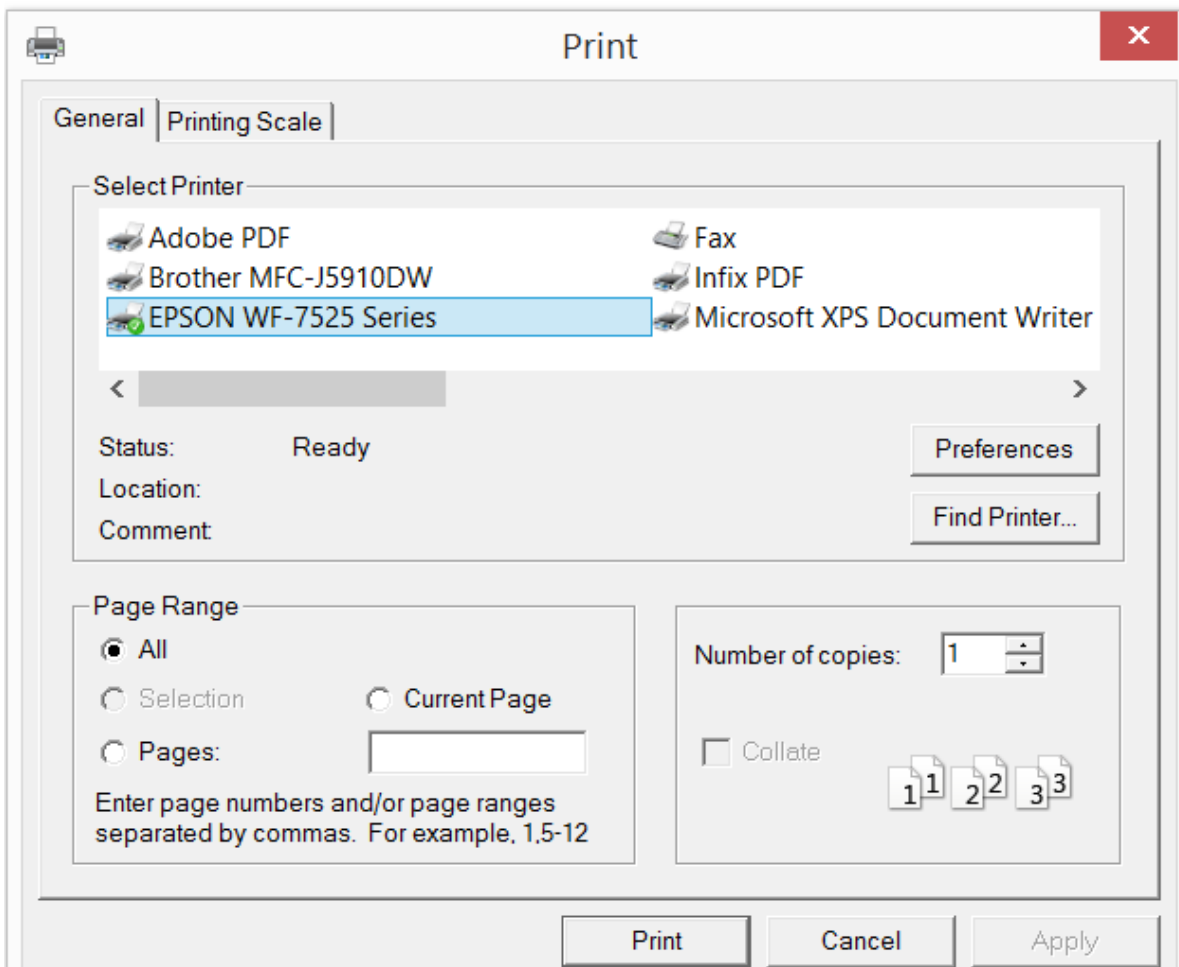 Print
General
Printing Scale
Select Printer
Adobe PDF
Fax
Brother MFC-J5910DW
Infix PDF
EPSON WF-7525 Series
Microsoft XPS Document Writer
Status: Ready
Preferences
Location:
Find Printer...
Comment:
Page Range
All
Number of copies: 1
Selection
Current Page
Pages:
Collate
1 1 2 2 3 3
Enter page numbers and/or page ranges
separated by commas. For example, 1,5-12
Print
Cancel
Apply